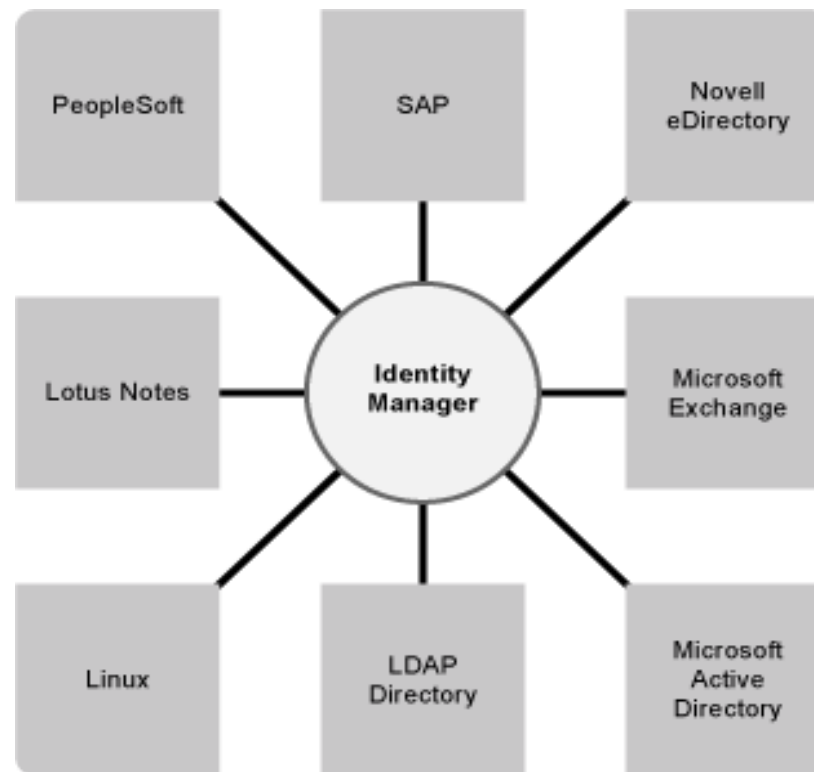 PeopleSoft
SAP
Novell
eDirectory
Lotus Notes
Identity
Manager
Microsoft
Exchange
Linux
LDAP
Directory
Microsoft
Active
Directory